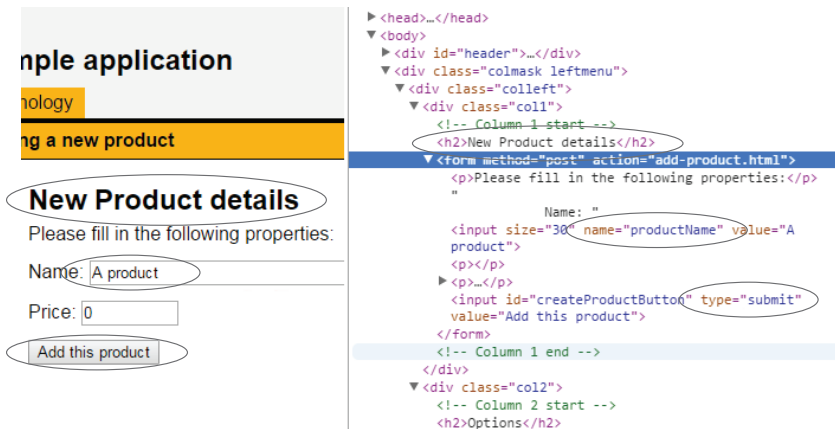 mple application
nology
ng a new product
New Product details
Please fill in the following properties:
Name: A product
Price: 0
Add this product
▶<head>…</head>
▼<body>
▶<div id="header">…</div>
▼<div class="colmask leftmenu">
▼<div class="colleft">
▼<div class="col1">
<!-- Column 1 start -->
<h2>New Product details</h2>
▼<form method="post" action="add-product.html">
<p>Please fill in the following properties:</p>
"
Name: "
<input size="30" name="productName" value="A
product">
<p></p>
▶<p>…</p>
<input id="createProductButton" type="submit"
value="Add this product">
</form>
<!-- Column 1 end -->
</div>
▼<div class="col2">
<!-- Column 2 start -->
<h2>Options</h2>